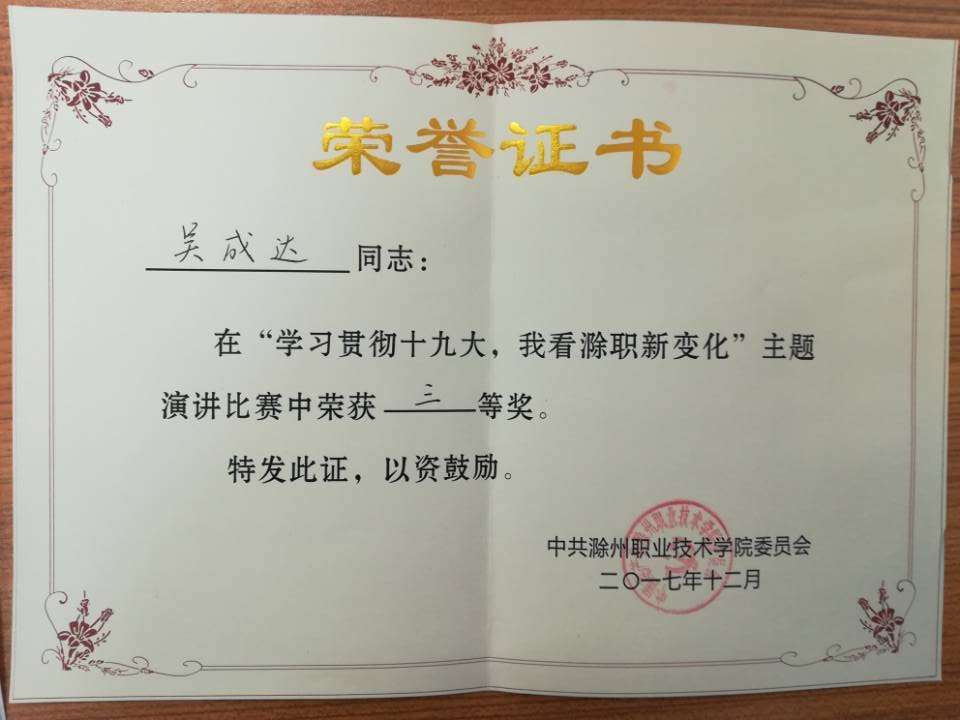 荣誉证书
吴成达 同志：
在“学习贯彻十九大，我看滁职新变化”主题
演讲比赛中荣获 三 等奖。
特发此证，以资鼓励。
中共滁州职业技术学院委员会
二〇一七年十二月